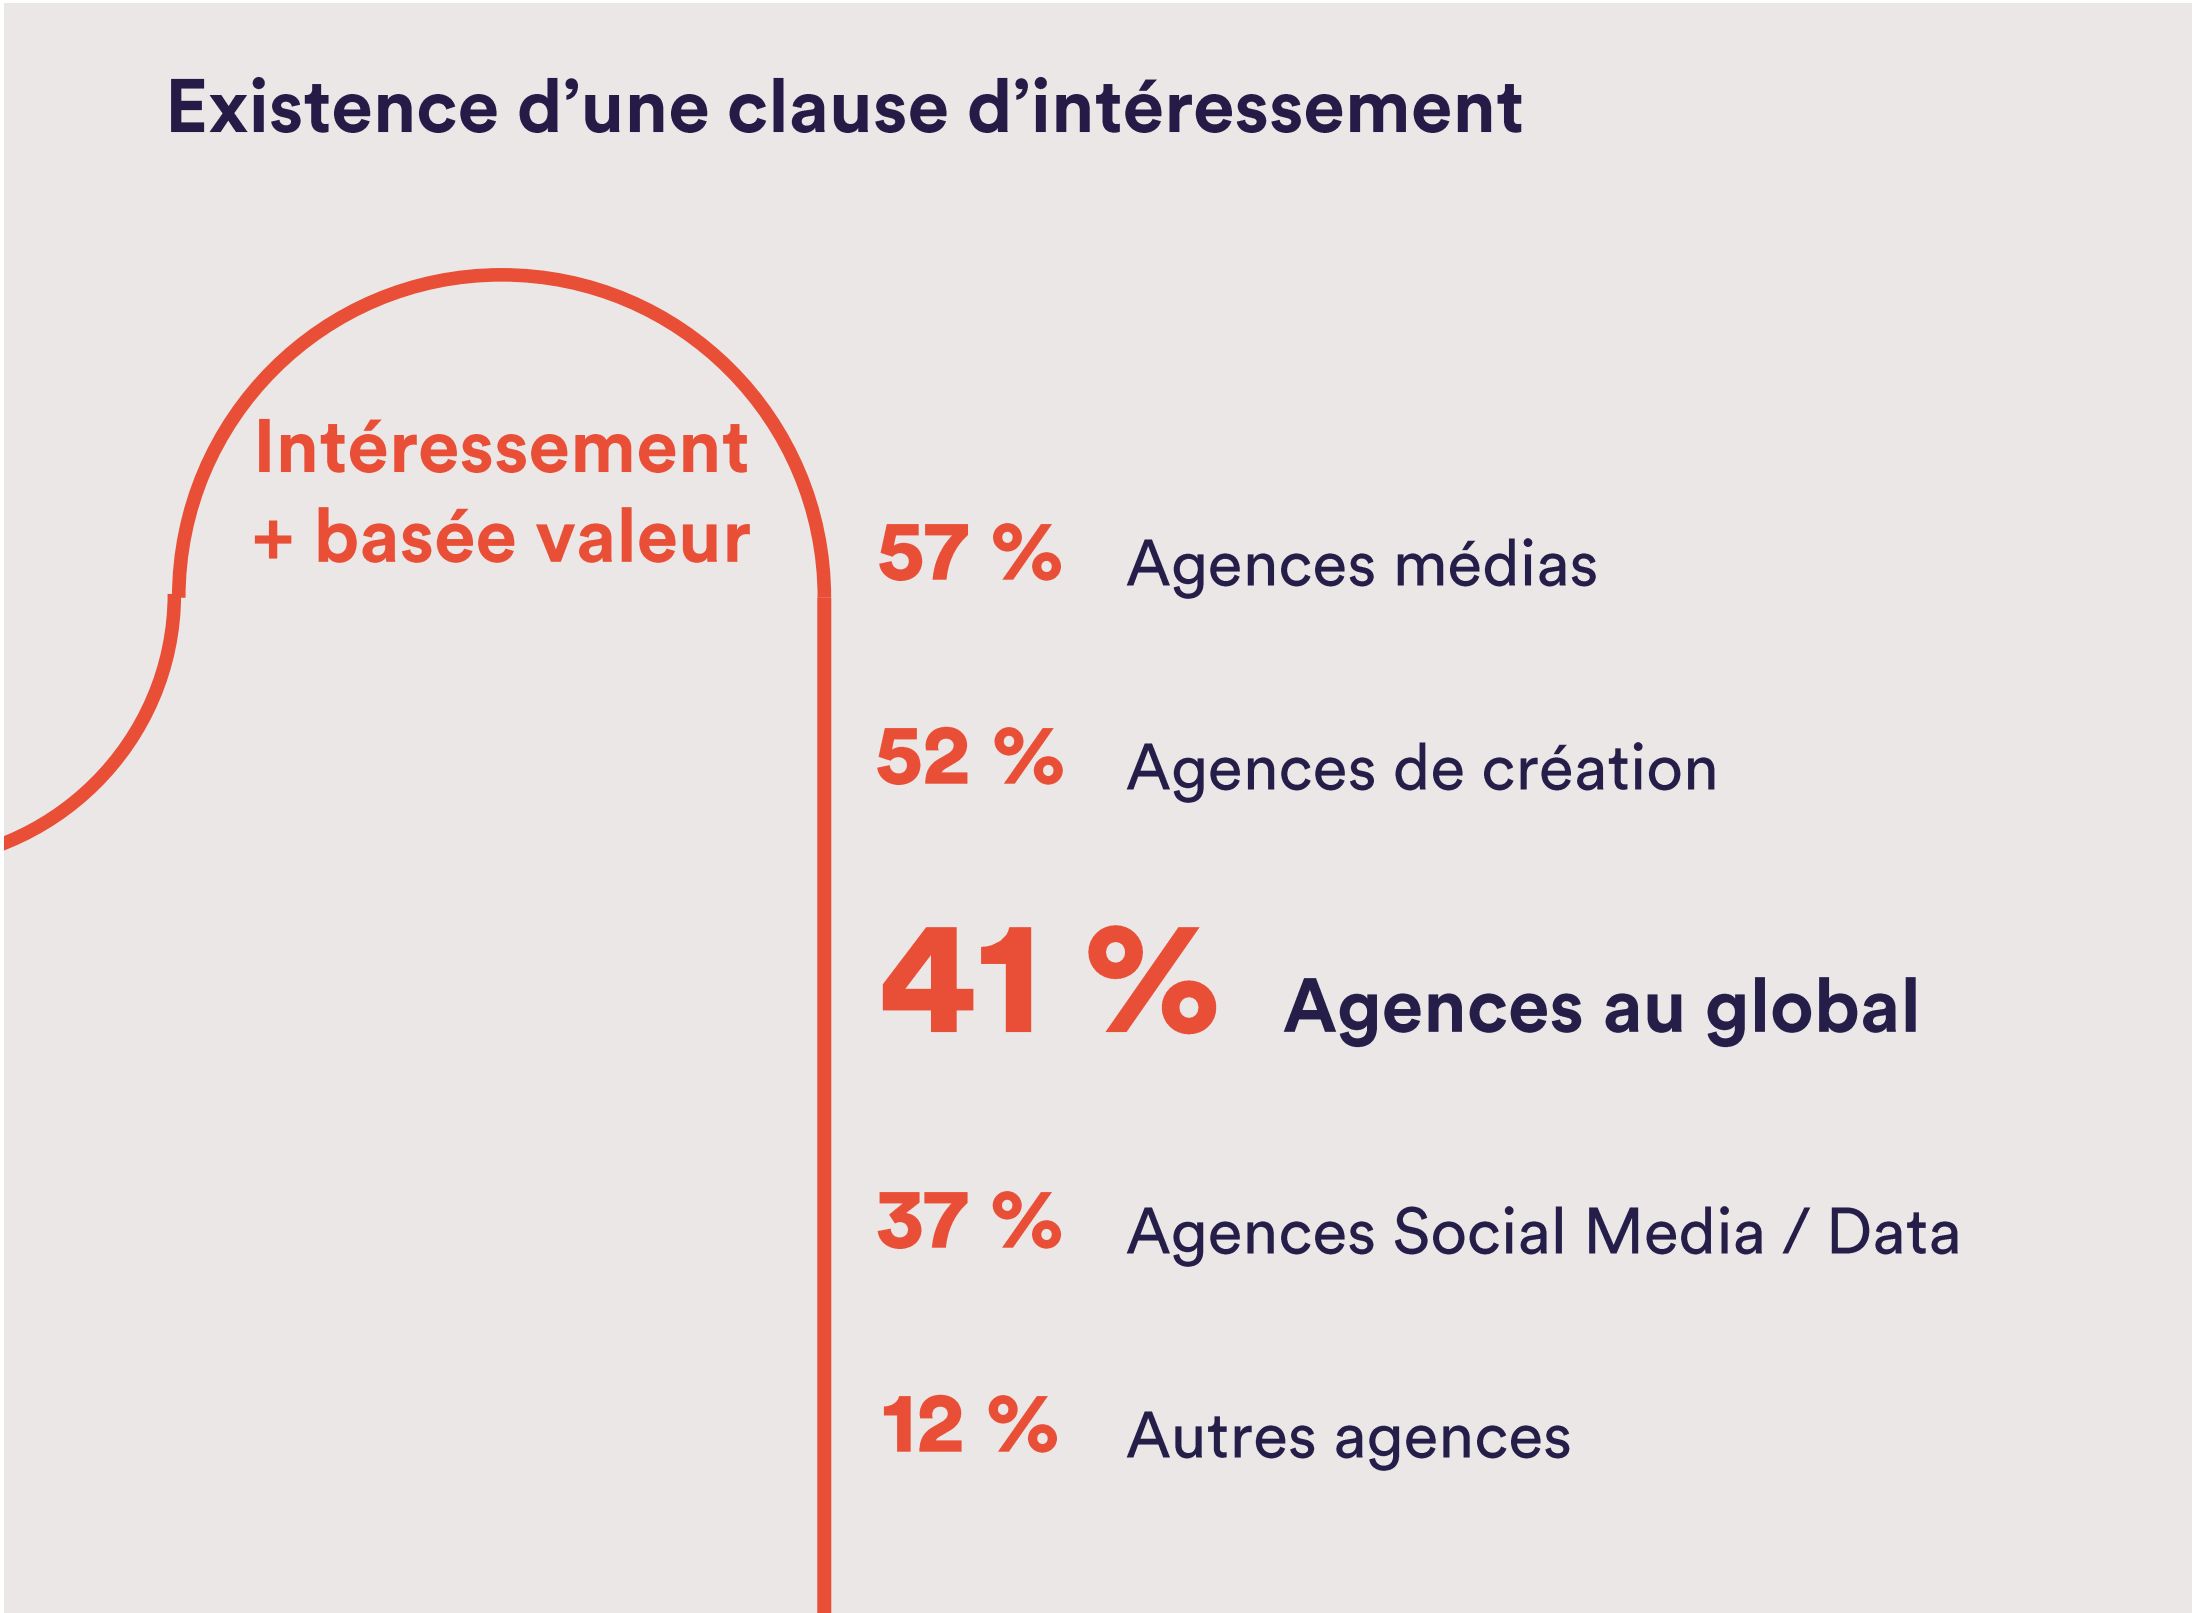 Existence d’une clause d’intéressement
Intéressement
+ basée valeur
57 % Agences médias
52 % Agences de création
41 % Agences au global
37 % Agences Social Media / Data
12 % Autres agences